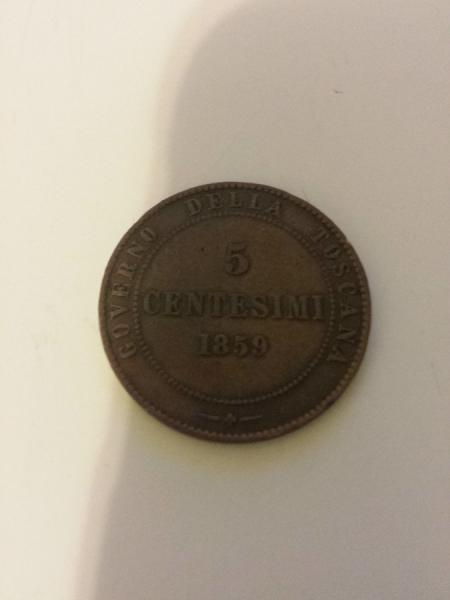 GOVERNO DELLA TOSCANA
5
CENTESIMI
1859